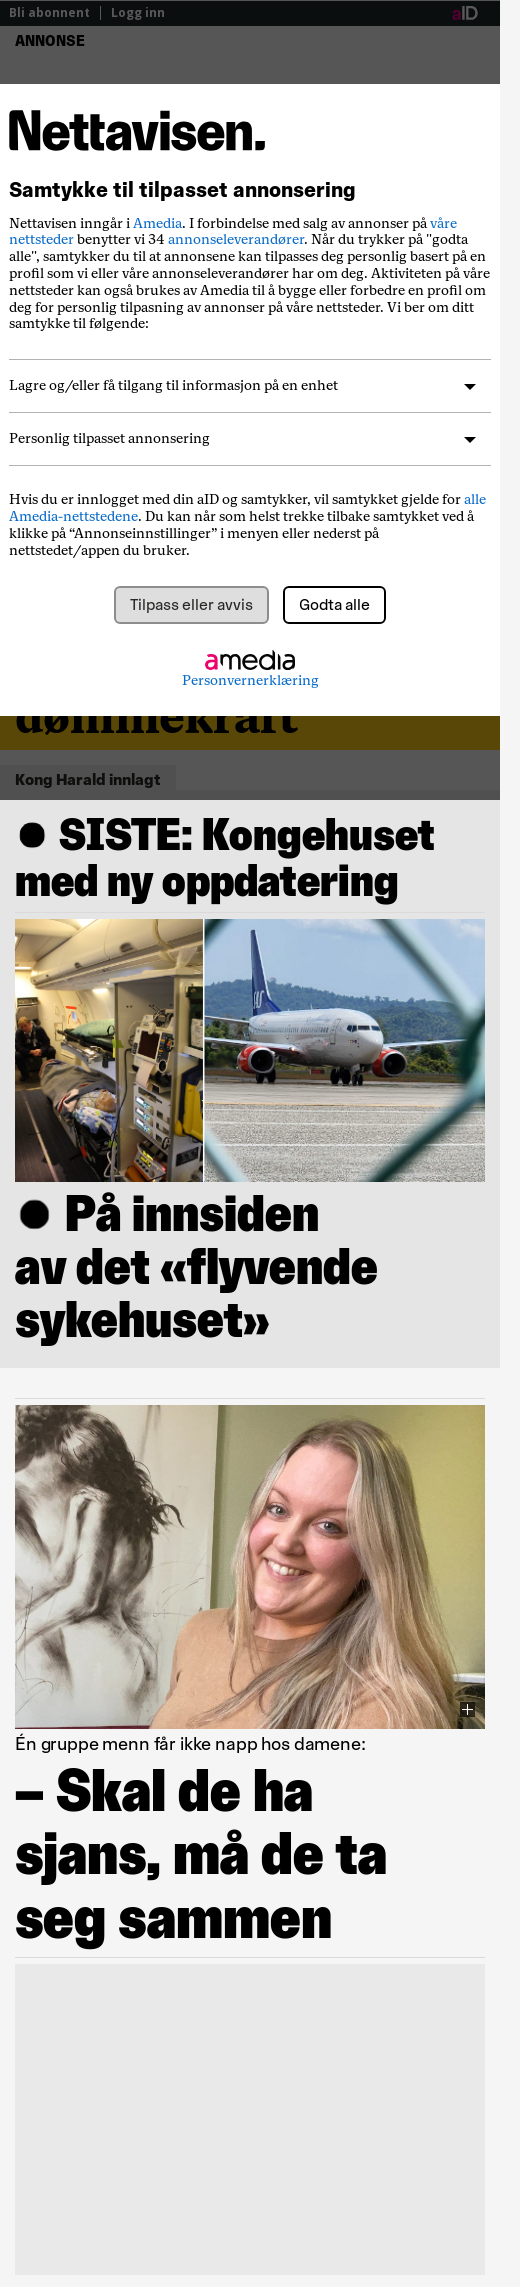 Bli abonnent | Logg inn
aID
ANNONSE
Nettavisen.
Samtykke til tilpasset annonsering
Nettavisen inngår i Amedia. I forbindelse med salg av annonser på våre
nettsteder benytter vi 34 annonseleverandører. Når du trykker på "godta
alle", samtykker du til at annonsene kan tilpasses deg personlig basert på en
profil som vi eller våre annonseleverandører har om deg. Aktiviteten på våre
nettsteder kan også brukes av Amedia til å bygge eller forbedre en profil om
deg for personlig tilpasning av annonser på våre nettsteder. Vi ber om ditt
samtykke til følgende:
Lagre og/eller få tilgang til informasjon på en enhet
Personlig tilpasset annonsering
Hvis du er innlogget med din aID og samtykker, vil samtykket gjelde for alle
Amedia-nettstedene. Du kan når som helst trekke tilbake samtykket ved å
klikke på “Annonseinnstillinger” i menyen eller nederst på
nettstedet/appen du bruker.
Tilpass eller avvis
Godta alle
amedia
Personvernerklæring
dømmekraft
Kong Harald innlagt
● SISTE: Kongehuset
med ny oppdatering
SAS
● På innsiden
av det «flyvende
sykehuset»
Én gruppe menn får ikke napp hos damene:
– Skal de ha
sjans, må de ta
seg sammen